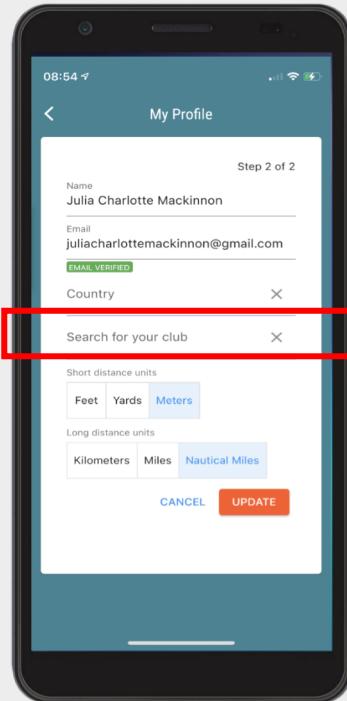 08:54
My Profile
Step 2 of 2
Name
Julia Charlotte Mackinnon
Email
juliacharlottemackinnon@gmail.com
EMAIL VERIFIED
Country
Search for your club
Short distance units
Feet Yards Meters
Long distance units
Kilometers Miles Nautical Miles
CANCEL UPDATE